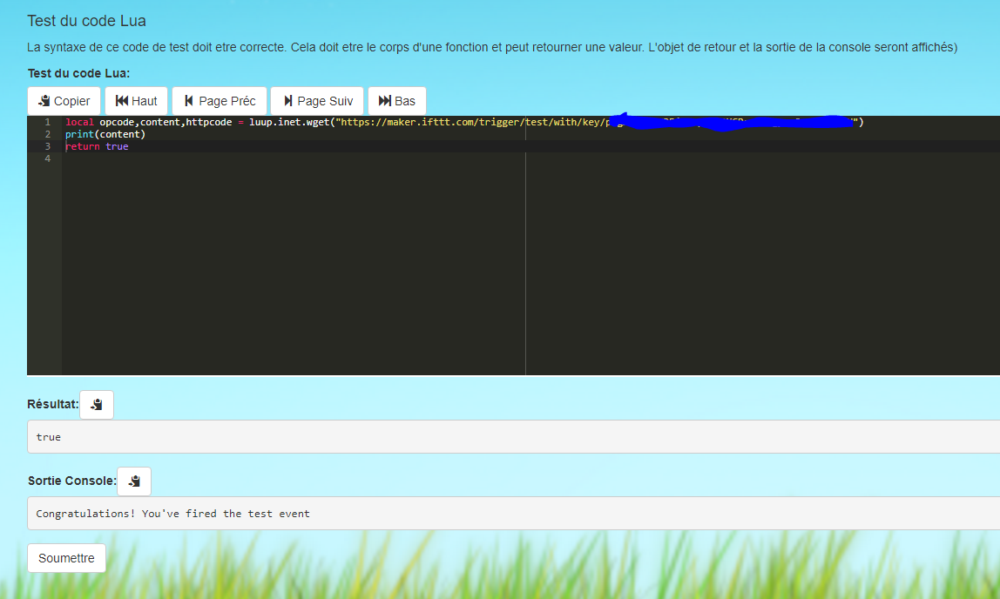 Test du code Lua
La syntaxe de ce code de test doit etre correcte. Cela doit etre le corps d'une fonction et peut retourner une valeur. L'objet de retour et la sortie de la console seront affichés)
Test du code Lua:
Copier Haut Page Préc Page Suiv Bas
1 local opcode,content,httpcode = luup.inet.wget("https://maker.ifttt.com/trigger/test/with/key/ ")
2 print(content)
3 return true
4
Résultat:
true
Sortie Console:
Congratulations! You've fired the test event
Soumettre